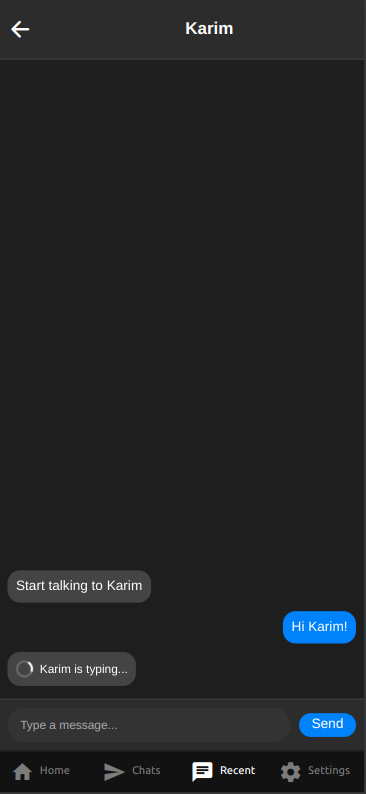 Karim
Start talking to Karim
Hi Karim!
Karim is typing...
Type a message...
Send
Home
Chats
Recent
Settings